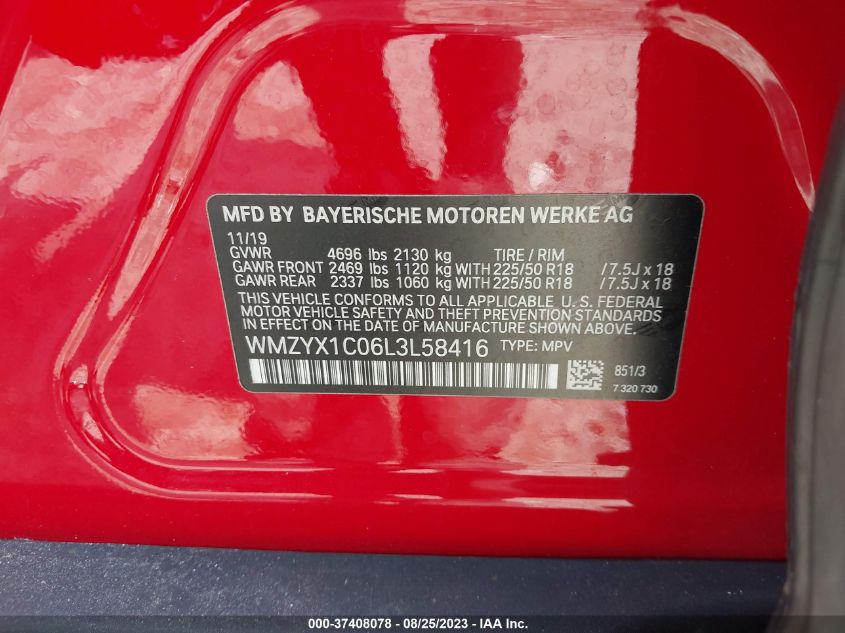 MFD BY BAYERISCHE MOTOREN WERKE AG
11/19
GVWR 4696 lbs 2130 kg TIRE / RIM
GAWR FRONT 2469 lbs 1120 kg WITH 225/50 R18 / 7.5J x 18
GAWR REAR 2337 lbs 1060 kg WITH 225/50 R18 / 7.5J x 18
THIS VEHICLE CONFORMS TO ALL APPLICABLE U. S. FEDERAL
MOTOR VEHICLE SAFETY AND THEFT PREVENTION STANDARDS
IN EFFECT ON THE DATE OF MANUFACTURE SHOWN ABOVE.
WMZYX1C06L3L58416 TYPE: MPV
851/3
7 320 730
000-37408078 - 08/25/2023 - IAA Inc.